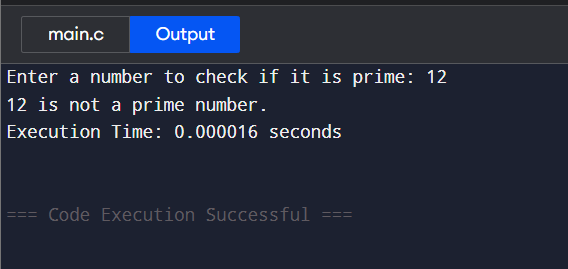 main.c Output
Enter a number to check if it is prime: 12
12 is not a prime number.
Execution Time: 0.000016 seconds
=== Code Execution Successful ===